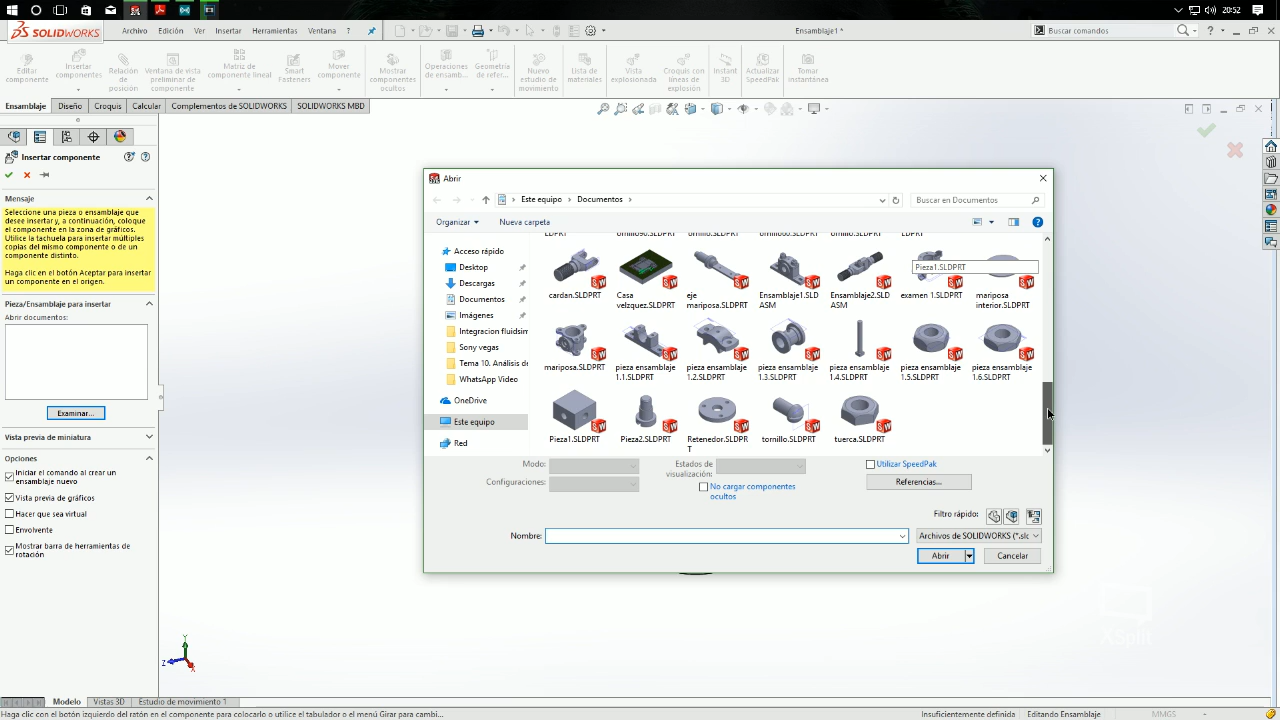 20:52
SOLIDWORKS
Archivo Edición Ver Insertar Herramientas Ventana ?
Ensamblaje1 *
Buscar comandos
Editar componente
Insertar componentes
Relación de posición
Ventana de vista preliminar de componente
Matriz de componente lineal
Smart Fasteners
Mover componente
Mostrar componentes ocultos
Operaciones de ensamb...
Geometría de refer...
Nuevo estudio de movimiento
Lista de materiales
Vista explosionada
Croquis con líneas de explosión
Instant 3D
Actualizar SpeedPak
Tomar instantánea
Ensamblaje Diseño Croquis Calcular Complementos de SOLIDWORKS SOLIDWORKS MBD
Insertar componente
Mensaje
Seleccione una pieza o ensamblaje que
desee insertar y, a continuación, coloque
el componente en la zona de gráficos.
Utilice la tachuela para insertar múltiples
copias del mismo componente o de un
componente distinto.
Haga clic en el botón Aceptar para insertar
un componente en el origen.
Pieza/Ensamblaje para insertar
Abrir documentos:
Examinar...
Vista previa de miniatura
Opciones
Iniciar el comando al crear un
ensamblaje nuevo
Vista previa de gráficos
Hacer que sea virtual
Envolvente
Mostrar barra de herramientas de
rotación
Abrir
Este equipo > Documentos >
Buscar en Documentos
Organizar Nueva carpeta
Acceso rápido
Desktop
Descargas
Documentos
Imágenes
Integracion fluidsim
Sony vegas
Tema 10. Análisis de
WhatsApp Video
OneDrive
Este equipo
Red
Pieza1.SLDPRT
cardan.SLDPRT
Casa velzquez.SLDPRT
eje mariposa.SLDPRT
Ensamblaje1.SLDASM
Ensamblaje2.SLDASM
examen 1.SLDPRT
mariposa interior.SLDPRT
mariposa.SLDPRT
pieza ensamblaje 1.1.SLDPRT
pieza ensamblaje 1.2.SLDPRT
pieza ensamblaje 1.3.SLDPRT
pieza ensamblaje 1.4.SLDPRT
pieza ensamblaje 1.5.SLDPRT
pieza ensamblaje 1.6.SLDPRT
Pieza1.SLDPRT
Pieza2.SLDPRT
Retenedor.SLDPRT
tornillo.SLDPRT
tuerca.SLDPRT
Modo:
Configuraciones:
Estados de
visualización:
No cargar componentes
ocultos
Utilizar SpeedPak
Referencias...
Filtro rápido:
Nombre:
Archivos de SOLIDWORKS (*.slc
Abrir Cancelar
XSplit
Y
Z
X
Modelo Vistas 3D Estudio de movimiento 1
Haga clic con el botón izquierdo del ratón en el componente para colocarlo o utilice el tabulador o el menú Girar para cambi...
Insuficientemente definida Editando Ensamblaje MMGS -